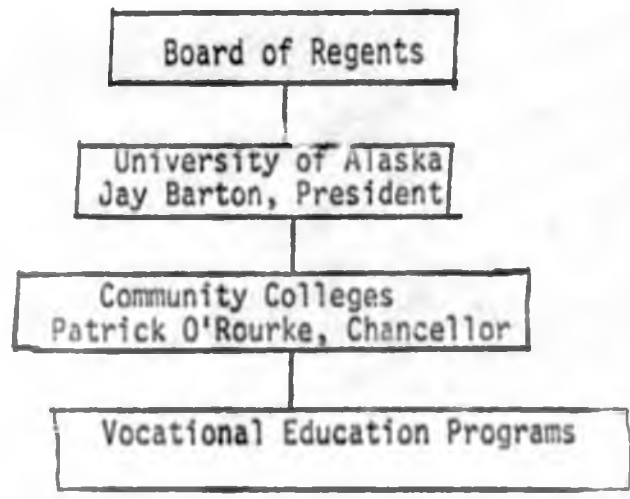 Board of Regents
University of Alaska
Jay Barton, President
Community Colleges
Patrick O'Rourke, Chancellor
Vocational Education Programs